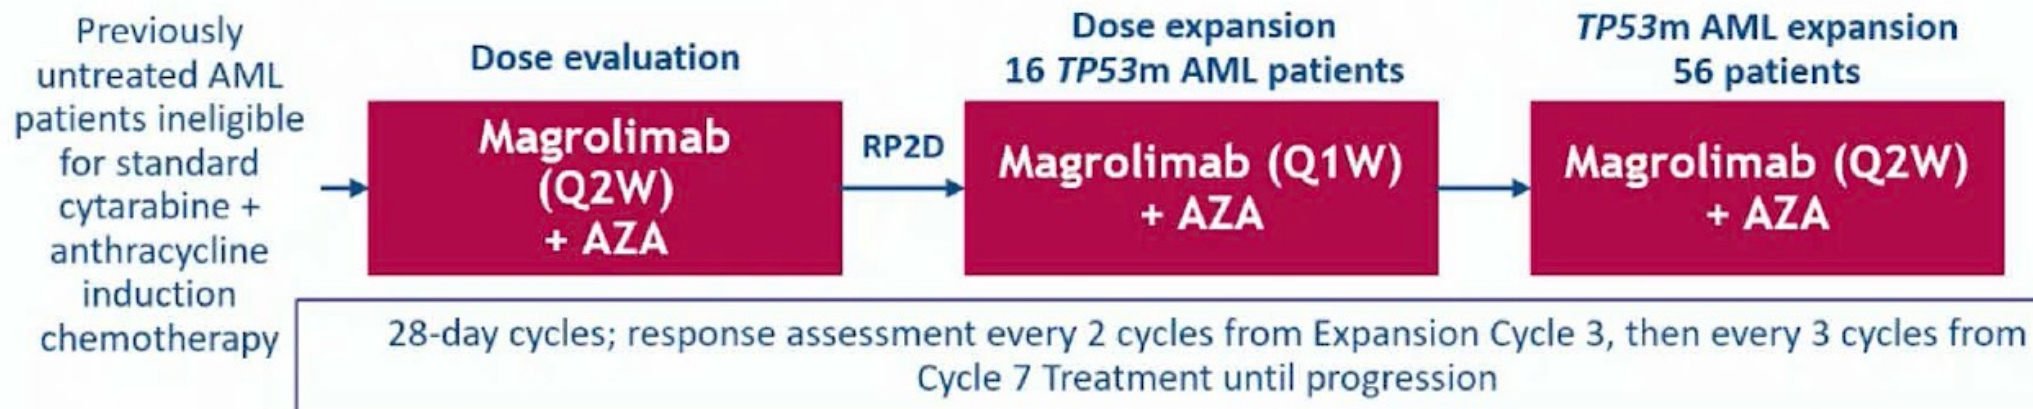 Previously
untreated AML
patients ineligible
for standard
cytarabine +
anthracycline
induction
chemotherapy
Dose evaluation
Magrolimab
(Q2W)
+ AZA
RP2D
Dose expansion
16 TP53m AML patients
Magrolimab (Q1W)
+ AZA
TP53m AML expansion
56 patients
Magrolimab (Q2W)
+ AZA
28-day cycles; response assessment every 2 cycles from Expansion Cycle 3, then every 3 cycles from
Cycle 7 Treatment until progression